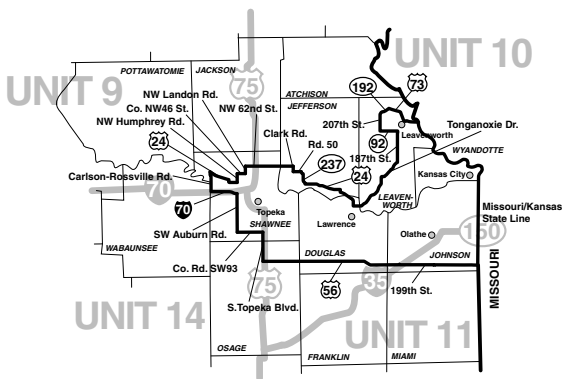 UNIT 10
UNIT 9
POTTAWATOMIE
JACKSON
75
192
73
NW Landon Rd.
ATCHISON
Co. NW46 St.
NW 62nd St.
JEFFERSON
NW Humphrey Rd.
207th St.
Tonganoxie Dr.
24
Clark Rd.
92
Leavenworth
Rd. 50
187th St.
WYANDOTTE
237
24
Carlson-Rossville Rd.
Kansas City
70
70
LEAVEN-
WORTH
Missouri/Kansas
State Line
Topeka
SHAWNEE
Lawrence
SW Auburn Rd.
Olathe
150
WABAUNSEE
DOUGLAS
JOHNSON
Co. Rd. SW93
MISSOURI
75
56
35
199th St.
S.Topeka Blvd.
UNIT 14
UNIT 11
OSAGE
FRANKLIN
MIAMI